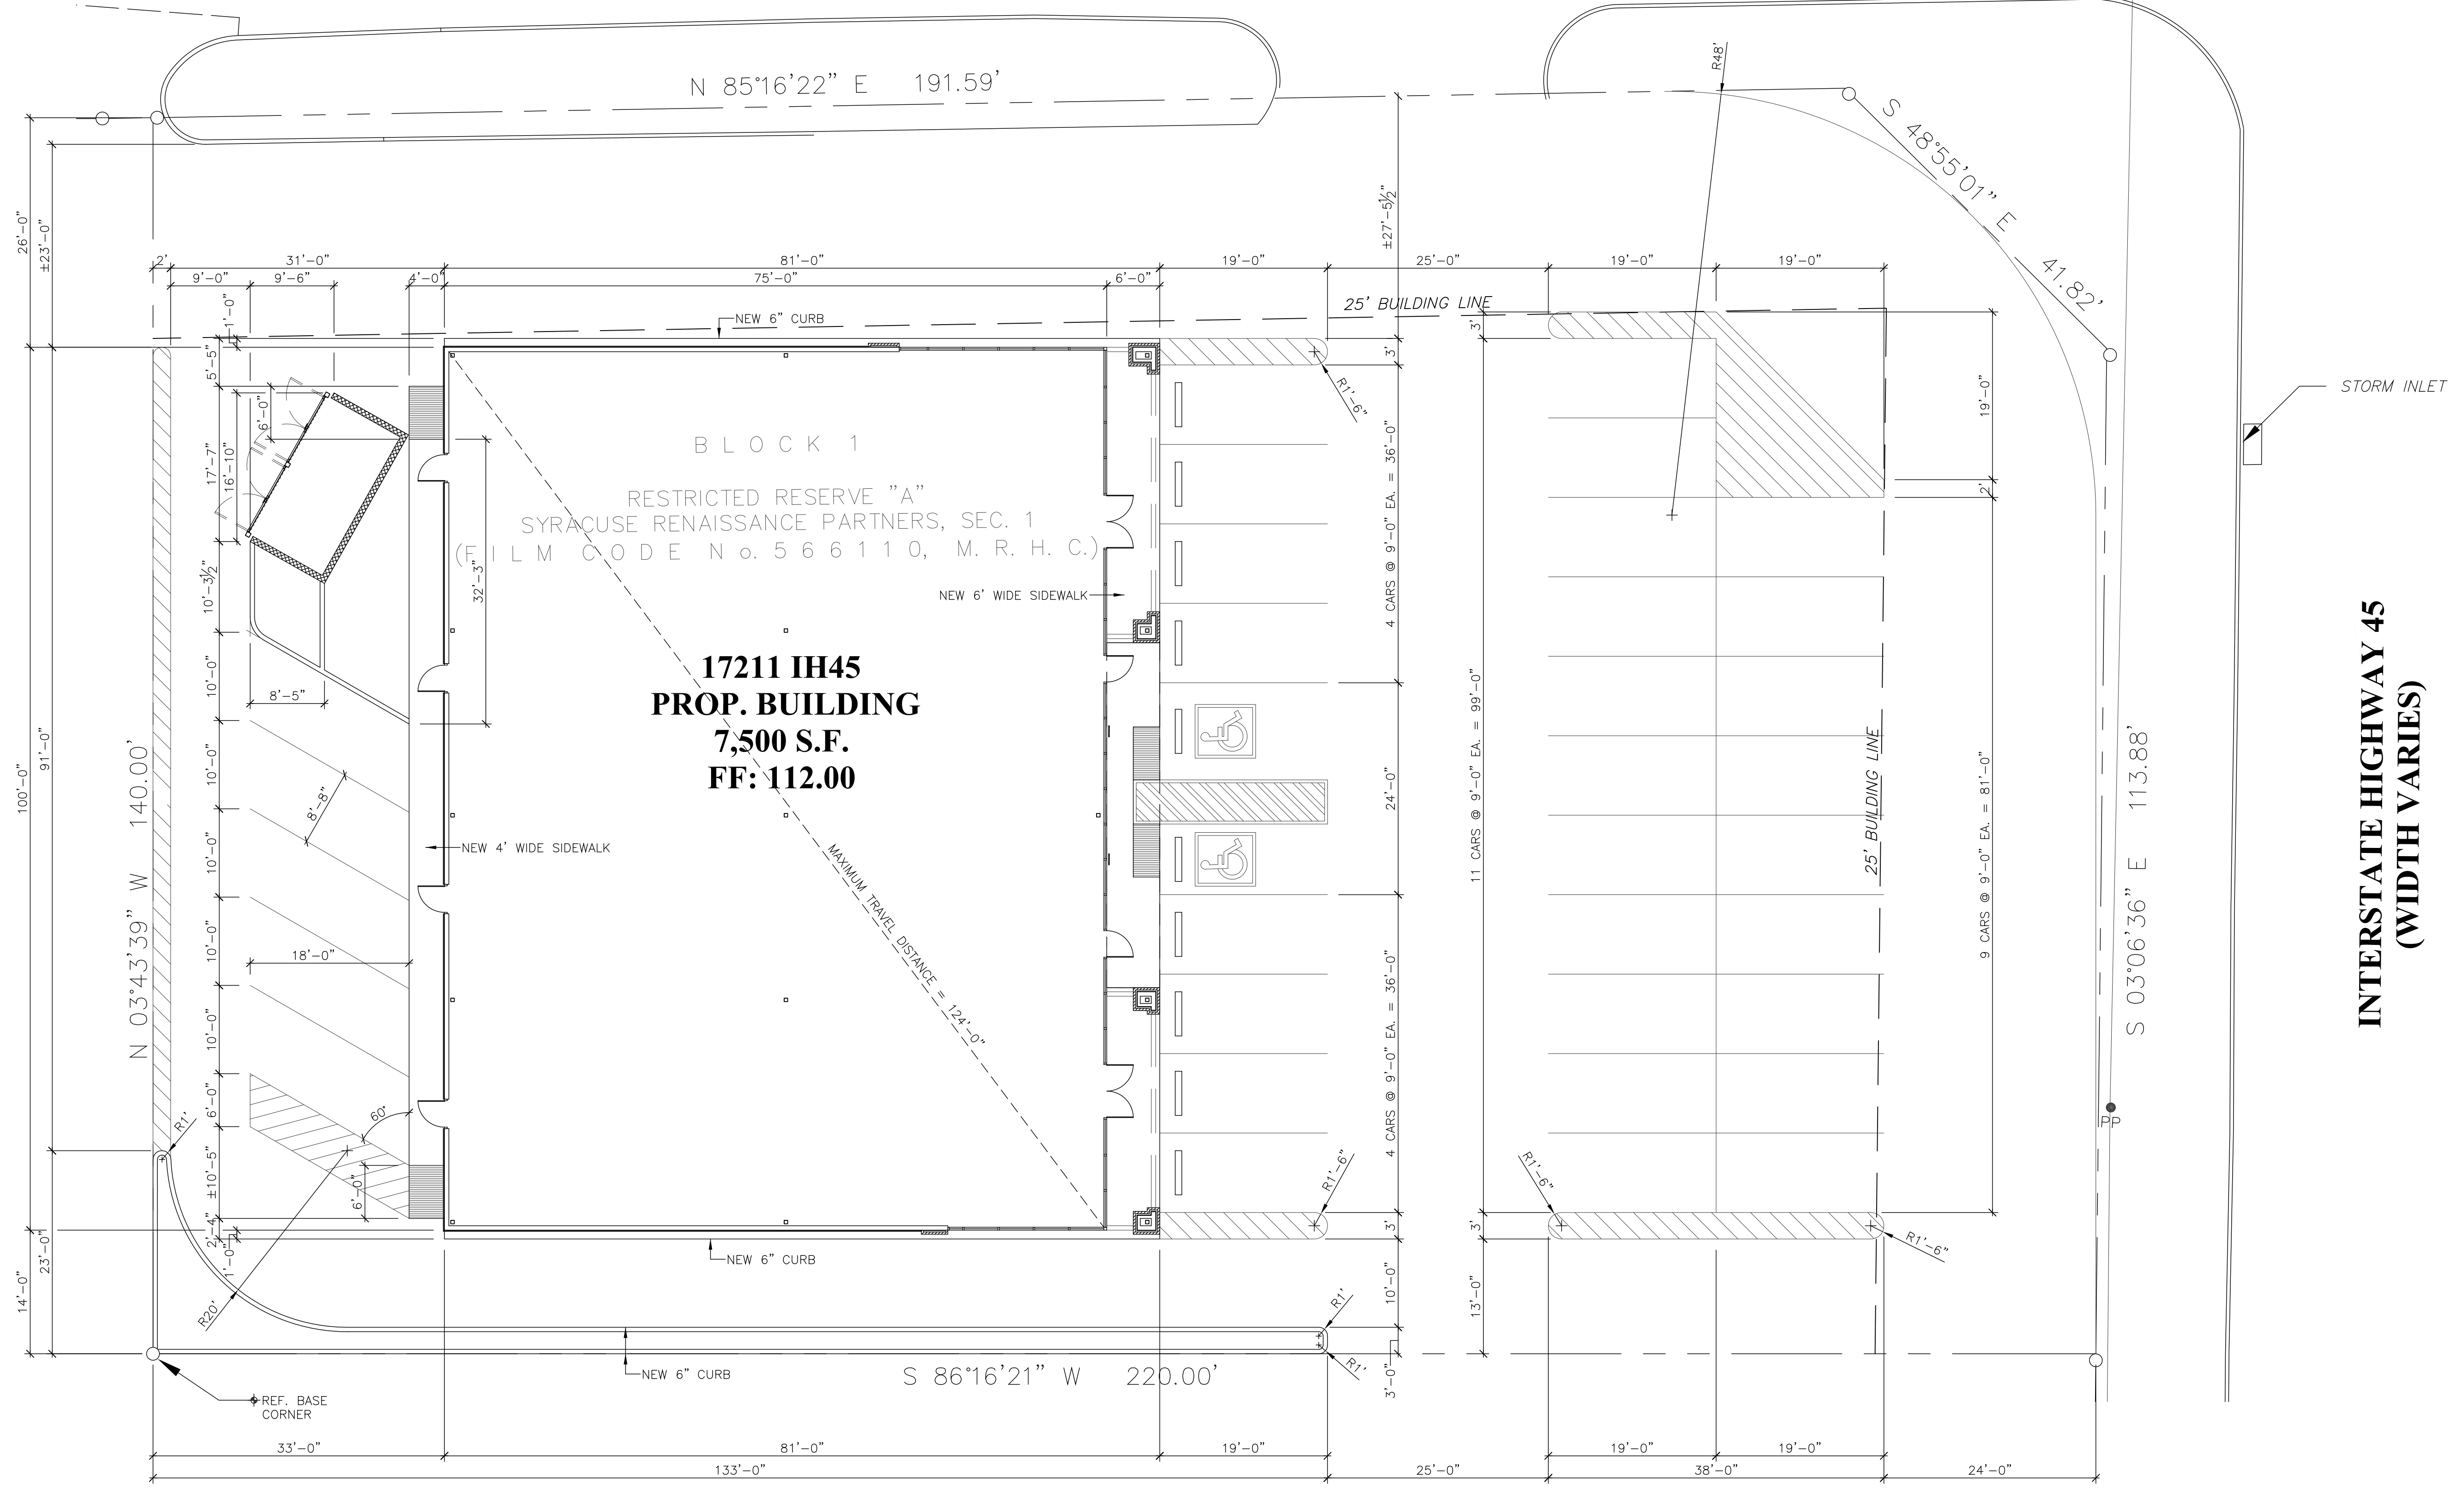 N 85°16'22" E 191.59'
R48'
S 48°55'01" E 41.82'
26'-0"
±23'-0"
±27'-5½"
2'
31'-0"
81'-0"
19'-0"
25'-0"
19'-0"
19'-0"
9'-0"
9'-6"
4'-0"
75'-0"
6'-0"
25' BUILDING LINE
1'-0"
NEW 6" CURB
3'
3'
5'-5"
R1'-6"
6'-0"
19'-0"
STORM INLET
BLOCK 1
17'-7"
16'-10"
4 CARS @ 9'-0" EA. = 36'-0"
2'
RESTRICTED RESERVE "A"
SYRACUSE RENAISSANCE PARTNERS, SEC. 1
(FILM CODE No. 566110, M. R. H. C.)
10'-3½"
32'-3"
NEW 6' WIDE SIDEWALK
17211 IH45
PROP. BUILDING
7,500 S.F.
FF: 112.00
8'-5"
10'-0"
10'-0"
10'-0"
10'-0"
10'-0"
8'-8"
100'-0"
91'-0"
N 03°43'39" W 140.00'
NEW 4' WIDE SIDEWALK
MAXIMUM TRAVEL DISTANCE = 124'-0"
24'-0"
11 CARS @ 9'-0" EA. = 99'-0"
25' BUILDING LINE
9 CARS @ 9'-0" EA. = 81'-0"
S 03°06'36" E 113.88'
INTERSTATE HIGHWAY 45
(WIDTH VARIES)
18'-0"
4 CARS @ 9'-0" EA. = 36'-0"
PP
R1'
60°
6'-0"
±10'-5"
6'-0"
R1'-6"
R1'-6"
2'-4"
1'-0"
3'
3'
R1'-6"
14'-0"
23'-0"
NEW 6" CURB
R20'
R1'
10'-0"
13'-0"
NEW 6" CURB
S 86°16'21" W 220.00'
R1'
3'-0"
REF. BASE
CORNER
33'-0"
81'-0"
19'-0"
19'-0"
19'-0"
133'-0"
25'-0"
38'-0"
24'-0"